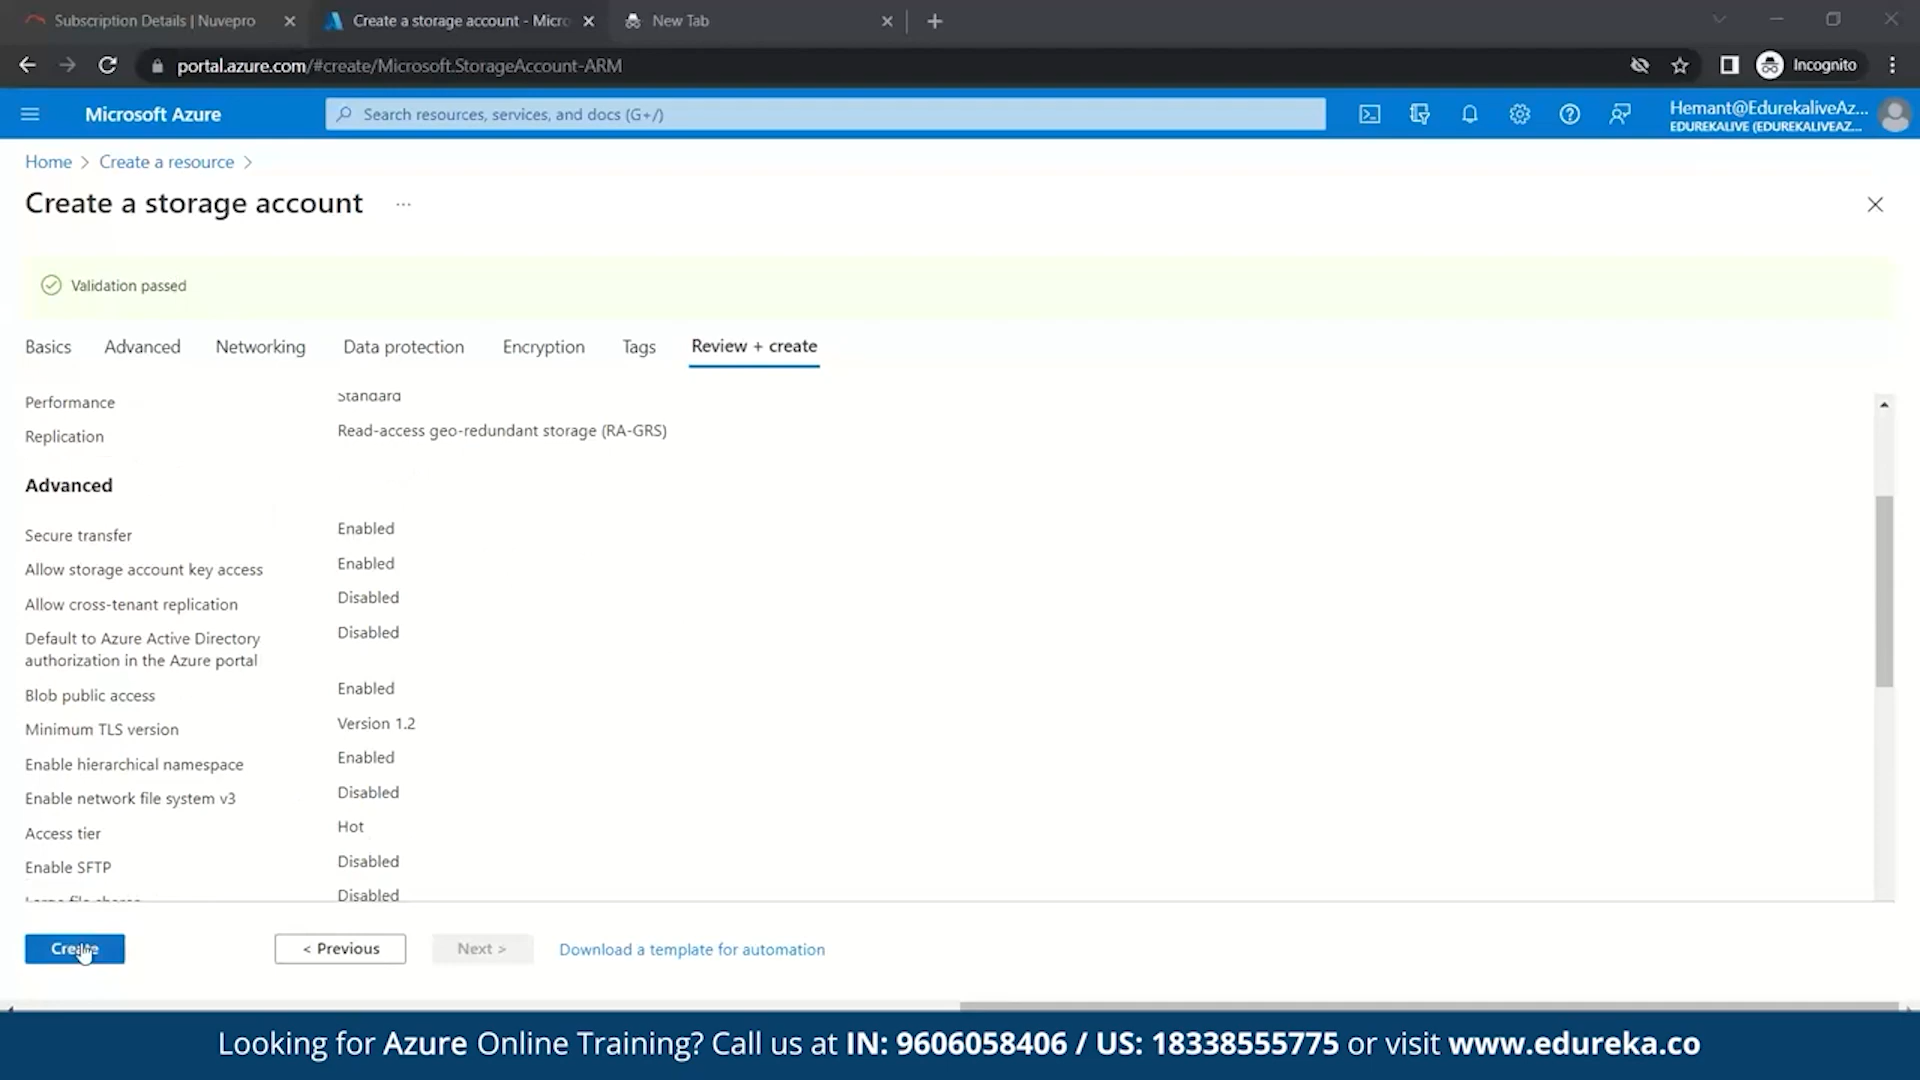 Subscription Details | Nuvepro
Create a storage account - Micro
New Tab
portal.azure.com/#create/Microsoft.StorageAccount-ARM
Incognito
Microsoft Azure
Search resources, services, and docs (G+/)
Hemant@EdurekaliveAz...
EDUREKALIVE (EDUREKALIVEAZ...
Home > Create a resource >
Create a storage account ...
Validation passed
Basics Advanced Networking Data protection Encryption Tags Review + create
Performance Standard
Replication Read-access geo-redundant storage (RA-GRS)
Advanced
Secure transfer Enabled
Allow storage account key access Enabled
Allow cross-tenant replication Disabled
Default to Azure Active Directory Disabled
authorization in the Azure portal
Blob public access Enabled
Minimum TLS version Version 1.2
Enable hierarchical namespace Enabled
Enable network file system v3 Disabled
Access tier Hot
Enable SFTP Disabled
Large file shares Disabled
Create < Previous Next > Download a template for automation
Looking for Azure Online Training? Call us at IN: 9606058406 / US: 18338555775 or visit www.edureka.co